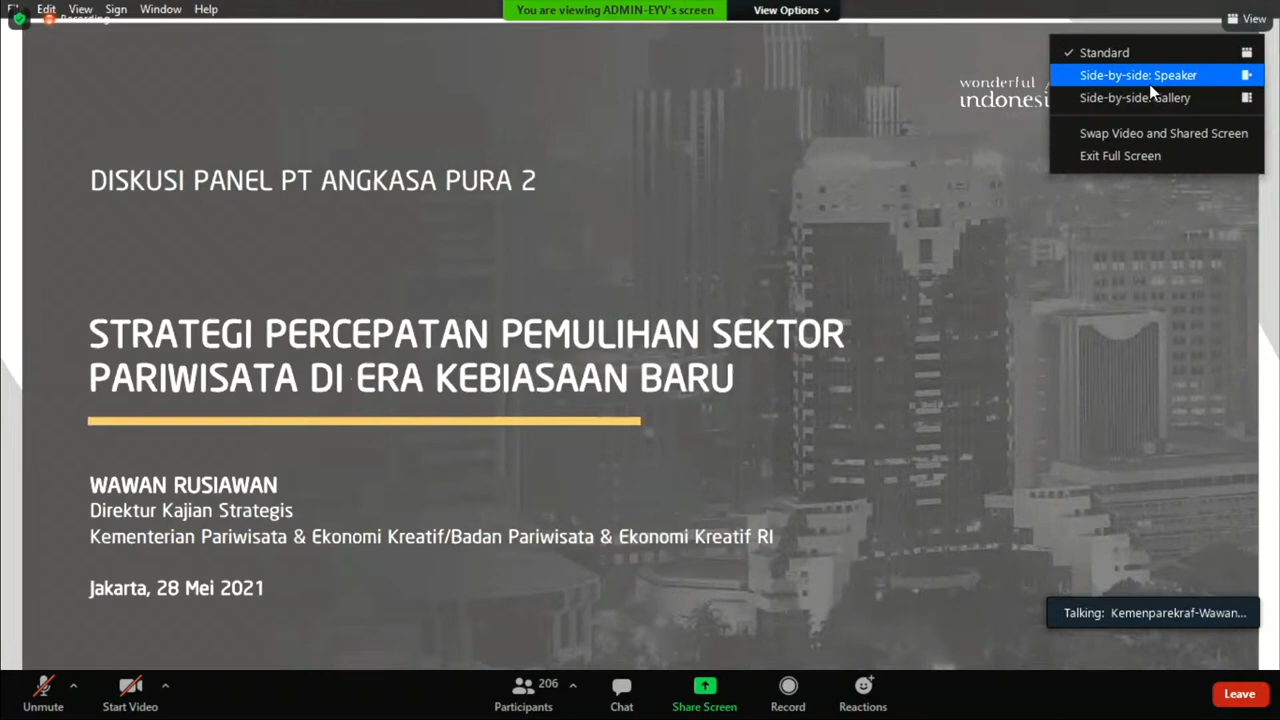 Edit View Sign Window Help
You are viewing ADMIN-EYV's screen
View Options
Recording
View
Standard
Side-by-side: Speaker
Side-by-side: Gallery
Swap Video and Shared Screen
Exit Full Screen
wonderful
indonesi
DISKUSI PANEL PT ANGKASA PURA 2
STRATEGI PERCEPATAN PEMULIHAN SEKTOR
PARIWISATA DI ERA KEBIASAAN BARU
WAWAN RUSIAWAN
Direktur Kajian Strategis
Kementerian Pariwisata & Ekonomi Kreatif/Badan Pariwisata & Ekonomi Kreatif RI
Jakarta, 28 Mei 2021
Talking: Kemenparekraf-Wawan...
Unmute
Start Video
206
Participants
Chat
Share Screen
Record
Reactions
Leave